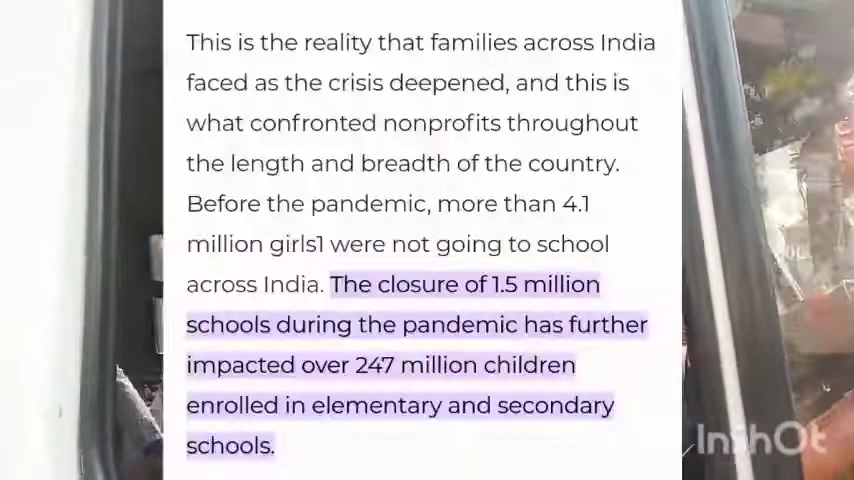 This is the reality that families across India
faced as the crisis deepened, and this is
what confronted nonprofits throughout
the length and breadth of the country.
Before the pandemic, more than 4.1
million girls1 were not going to school
across India. The closure of 1.5 million
schools during the pandemic has further
impacted over 247 million children
enrolled in elementary and secondary
schools.
InShOt